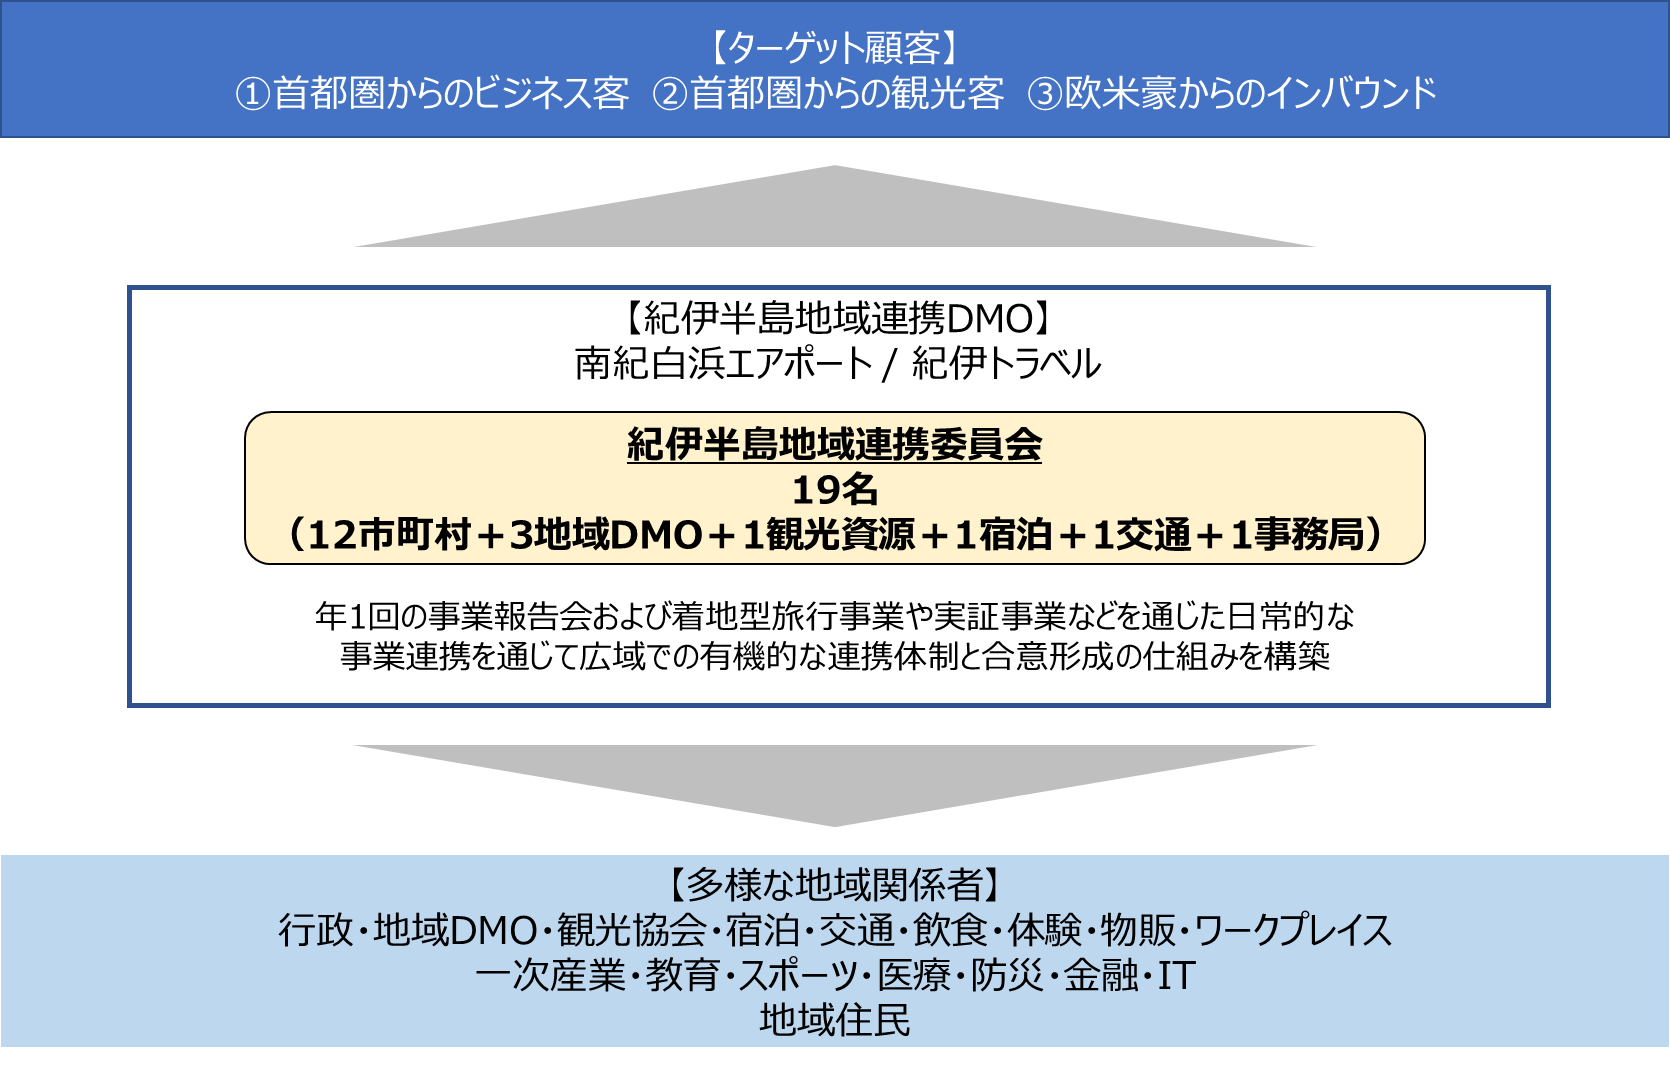 【ターゲット顧客】
①首都圏からのビジネス客 ②首都圏からの観光客 ③欧米豪からのインバウンド
【紀伊半島地域連携DMO】
南紀白浜エアポート / 紀伊トラベル
紀伊半島地域連携委員会
19名
（12市町村＋3地域DMO＋1観光資源＋1宿泊＋1交通＋1事務局）
年1回の事業報告会および着地型旅行事業や実証事業などを通じた日常的な
事業連携を通じて広域での有機的な連携体制と合意形成の仕組みを構築
【多様な地域関係者】
行政・地域DMO・観光協会・宿泊・交通・飲食・体験・物販・ワークプレイス
一次産業・教育・スポーツ・医療・防災・金融・IT
地域住民